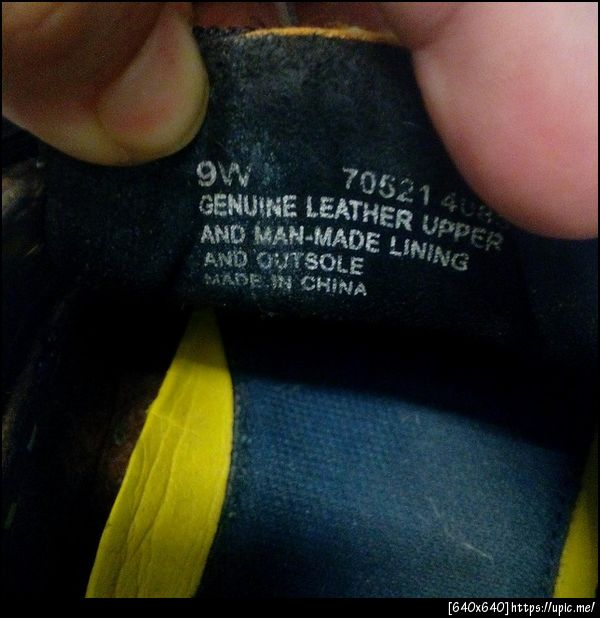 9W 70521
GENUINE LEATHER UPPER
AND MAN-MADE LINING
AND OUTSOLE
MADE IN CHINA
[640x640]https://upic.me/